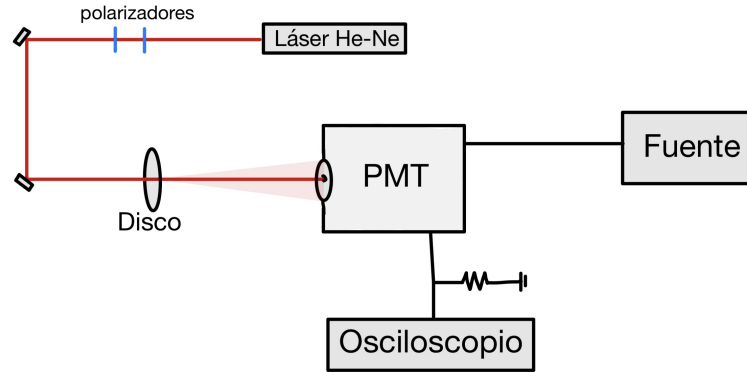 polarizadores
Láser He-Ne
Fuente
PMT
Disco
Osciloscopio